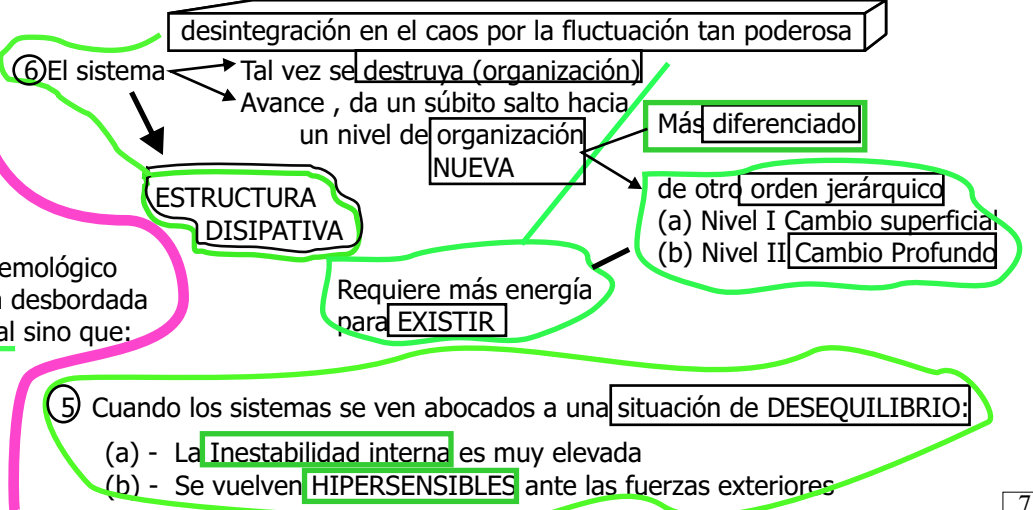 desintegración en el caos por la fluctuación tan poderosa
6 El sistema
Tal vez se destruya (organización)
Avance , da un súbito salto hacia
un nivel de organización
NUEVA
Más diferenciado
de otro orden jerárquico
(a) Nivel I Cambio superficial
(b) Nivel II Cambio Profundo
ESTRUCTURA
DISIPATIVA
Requiere más energía
para EXISTIR
emológico
desbordada
al sino que:
5 Cuando los sistemas se ven abocados a una situación de DESEQUILIBRIO:
(a) - La Inestabilidad interna es muy elevada
(b) - Se vuelven HIPERSENSIBLES ante las fuerzas exteriores
7